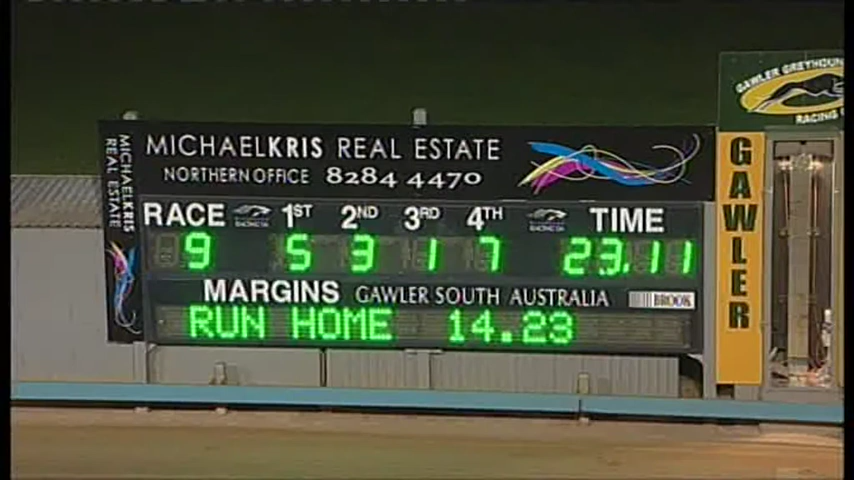 GAWLER GREYHOUND
RACING
MICHAELKRIS REAL ESTATE
MICHAELKRIS REAL ESTATE
NORTHERN OFFICE 8284 4470
RACE 1ST 2ND 3RD 4TH TIME
9 5 3 1 7 23.11
MARGINS GAWLER SOUTH AUSTRALIA BROOK
RUN HOME 14.23
GAWLER